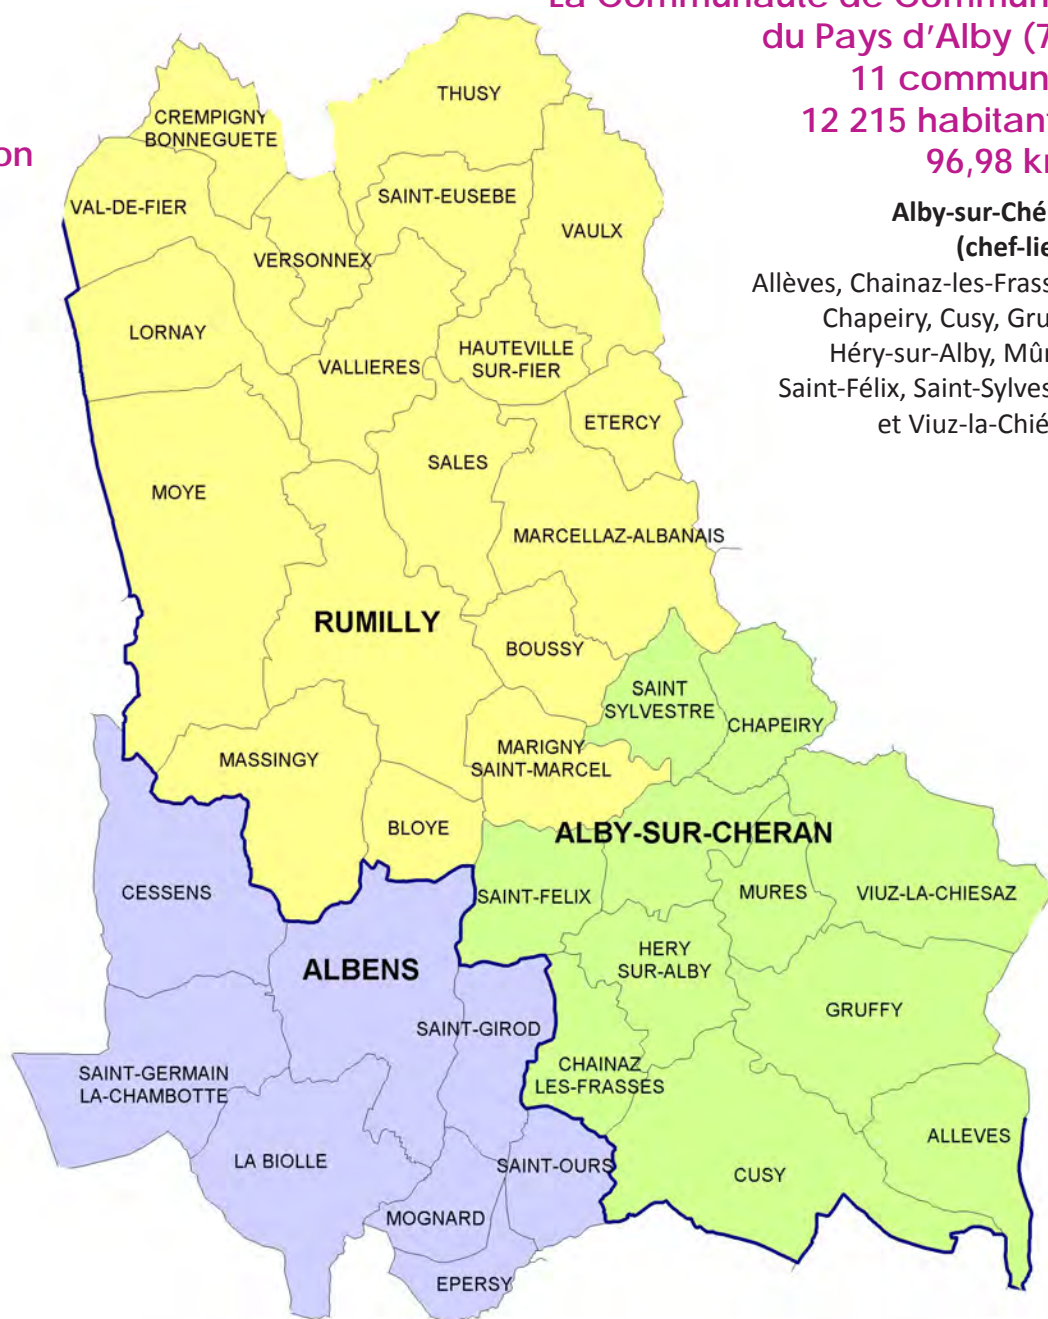 La Communauté de Commun
du Pays d'Alby (7
11 commun
12 215 habitant
96,98 k
on
Alby-sur-Ché
(chef-lie
Allèves, Chainaz-les-Frass
Chapeiry, Cusy, Gru
Héry-sur-Alby, Mûr
Saint-Félix, Saint-Sylves
et Viuz-la-Chié
THUSY
CREMPIGNY
BONNEGUETE
SAINT-EUSEBE
VAL-DE-FIER
VAULX
VERSONNEX
LORNAY
HAUTEVILLE
SUR-FIER
VALLIERES
ETERCY
SALES
MOYE
MARCELLAZ-ALBANAIS
RUMILLY
BOUSSY
SAINT
SYLVESTRE
CHAPEIRY
MARIGNY
SAINT-MARCEL
MASSINGY
BLOYE
ALBY-SUR-CHERAN
CESSENS
SAINT-FELIX
MURES
VIUZ-LA-CHIESAZ
HERY
SUR-ALBY
ALBENS
GRUFFY
SAINT-GIROD
CHAINAZ
LES-FRASSES
SAINT-GERMAIN
LA-CHAMBOTTE
ALLEVES
LA BIOLLE
SAINT-OURS
CUSY
MOGNARD
EPERSY